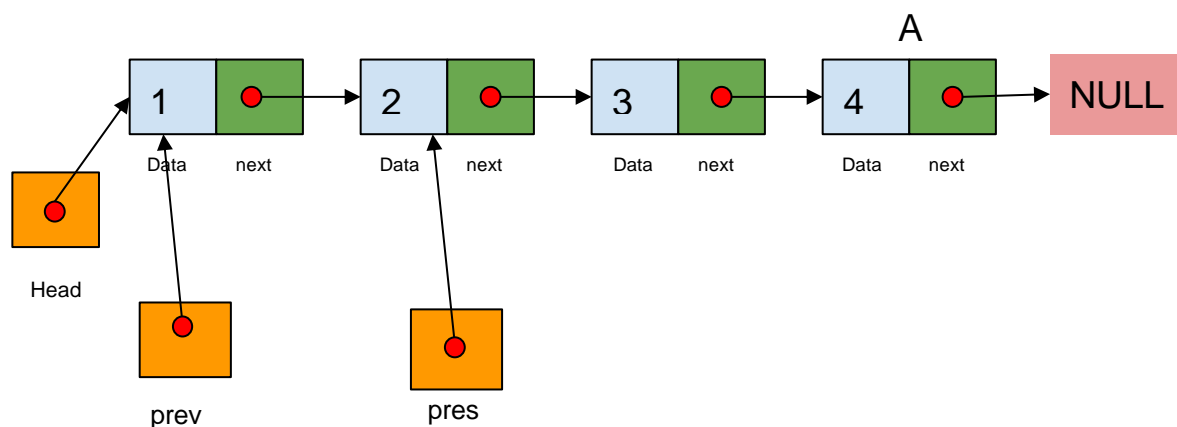 A
1
2
3
4
NULL
Data next
Data next
Data next
Data next
Head
prev
pres